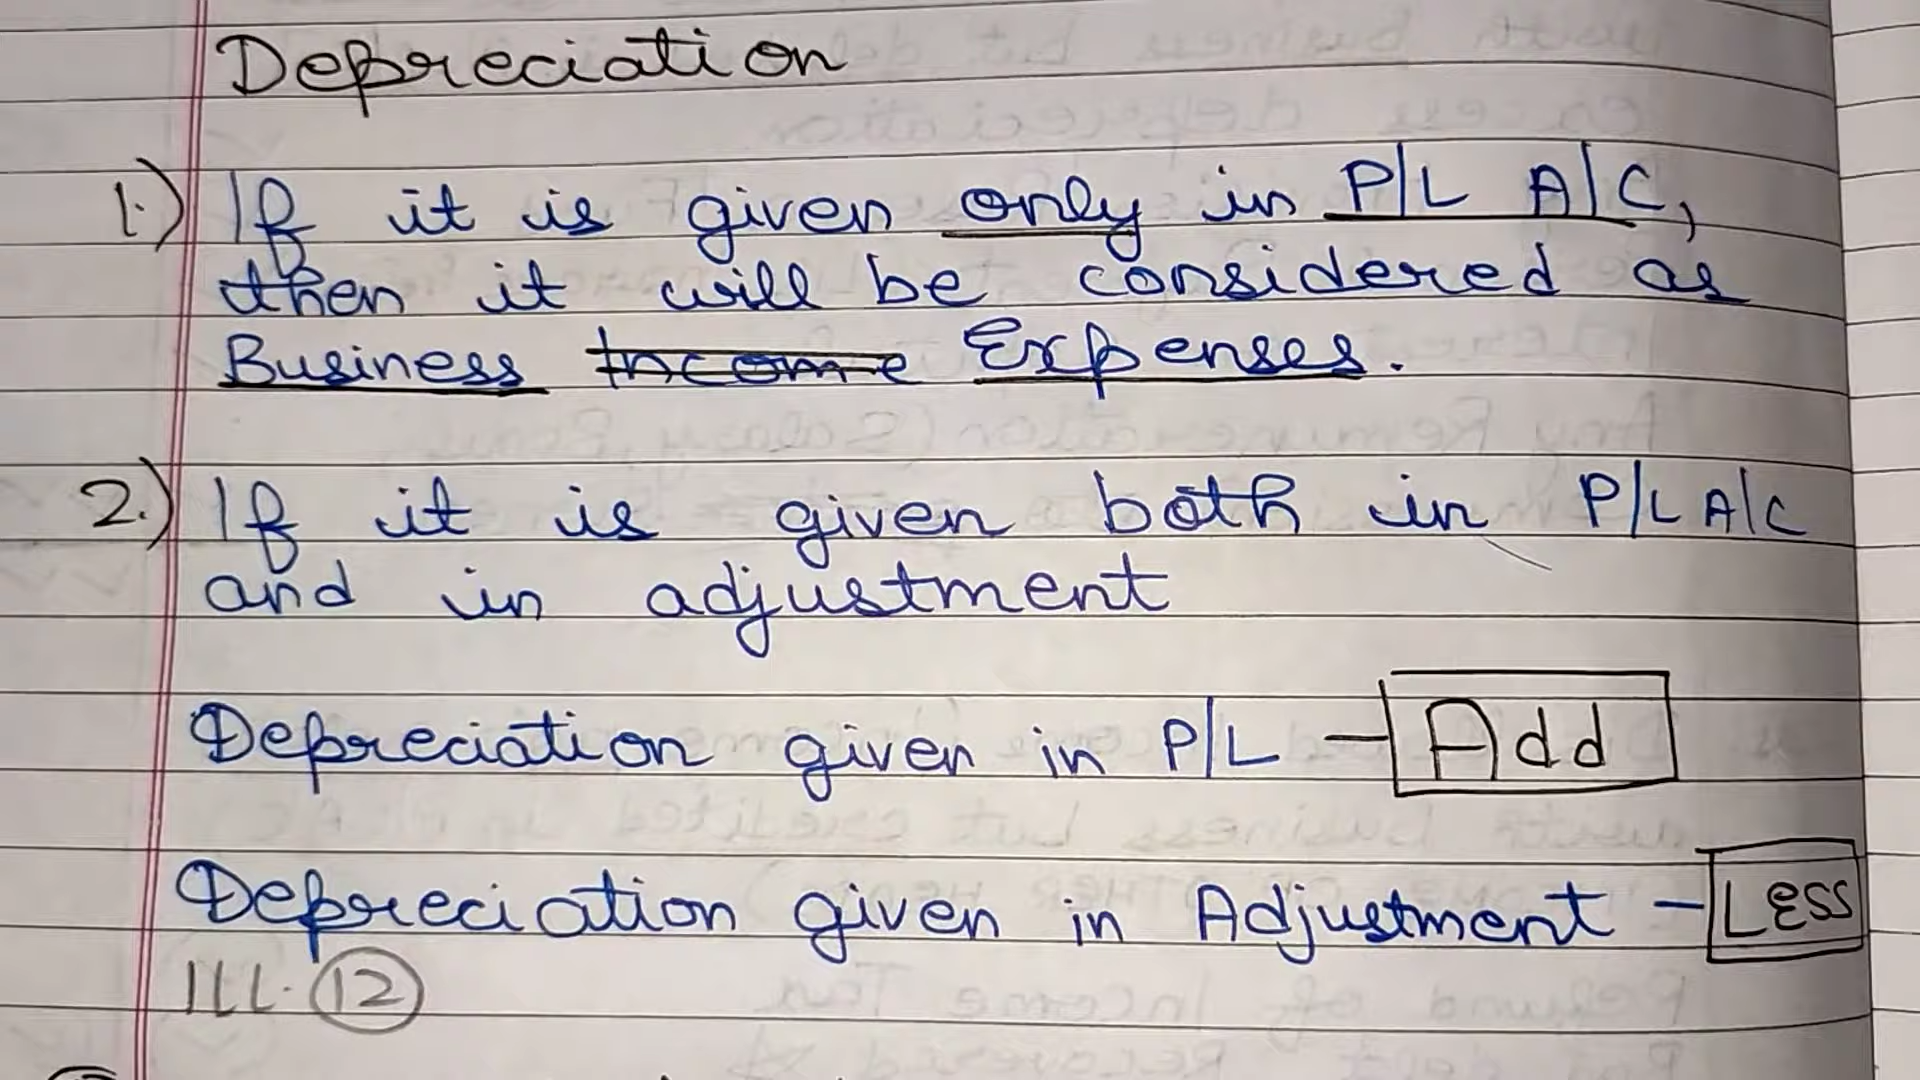 Depreciation
1.) If it is given only in P/L A/C,
then it will be considered as
Business Income Expenses.
2.) If it is given both in P/L A/C
and in adjustment
Depreciation given in P/L - Add
Depreciation given in Adjustment - Less
ILL. 12